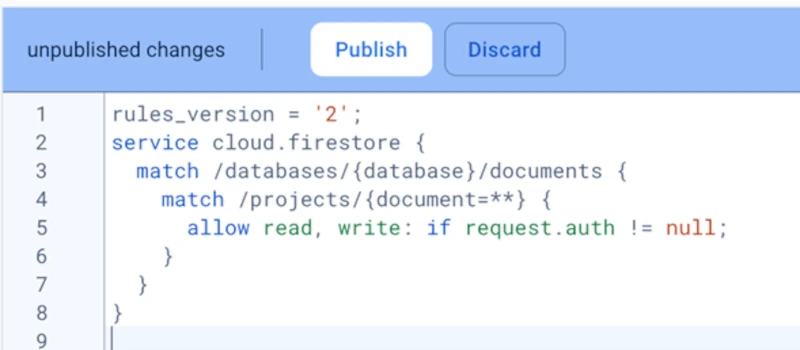 unpublished changes Publish Discard
1 rules_version = '2';
2 service cloud.firestore {
3   match /databases/{database}/documents {
4     match /projects/{document=**} {
5       allow read, write: if request.auth != null;
6     }
7   }
8 }
9